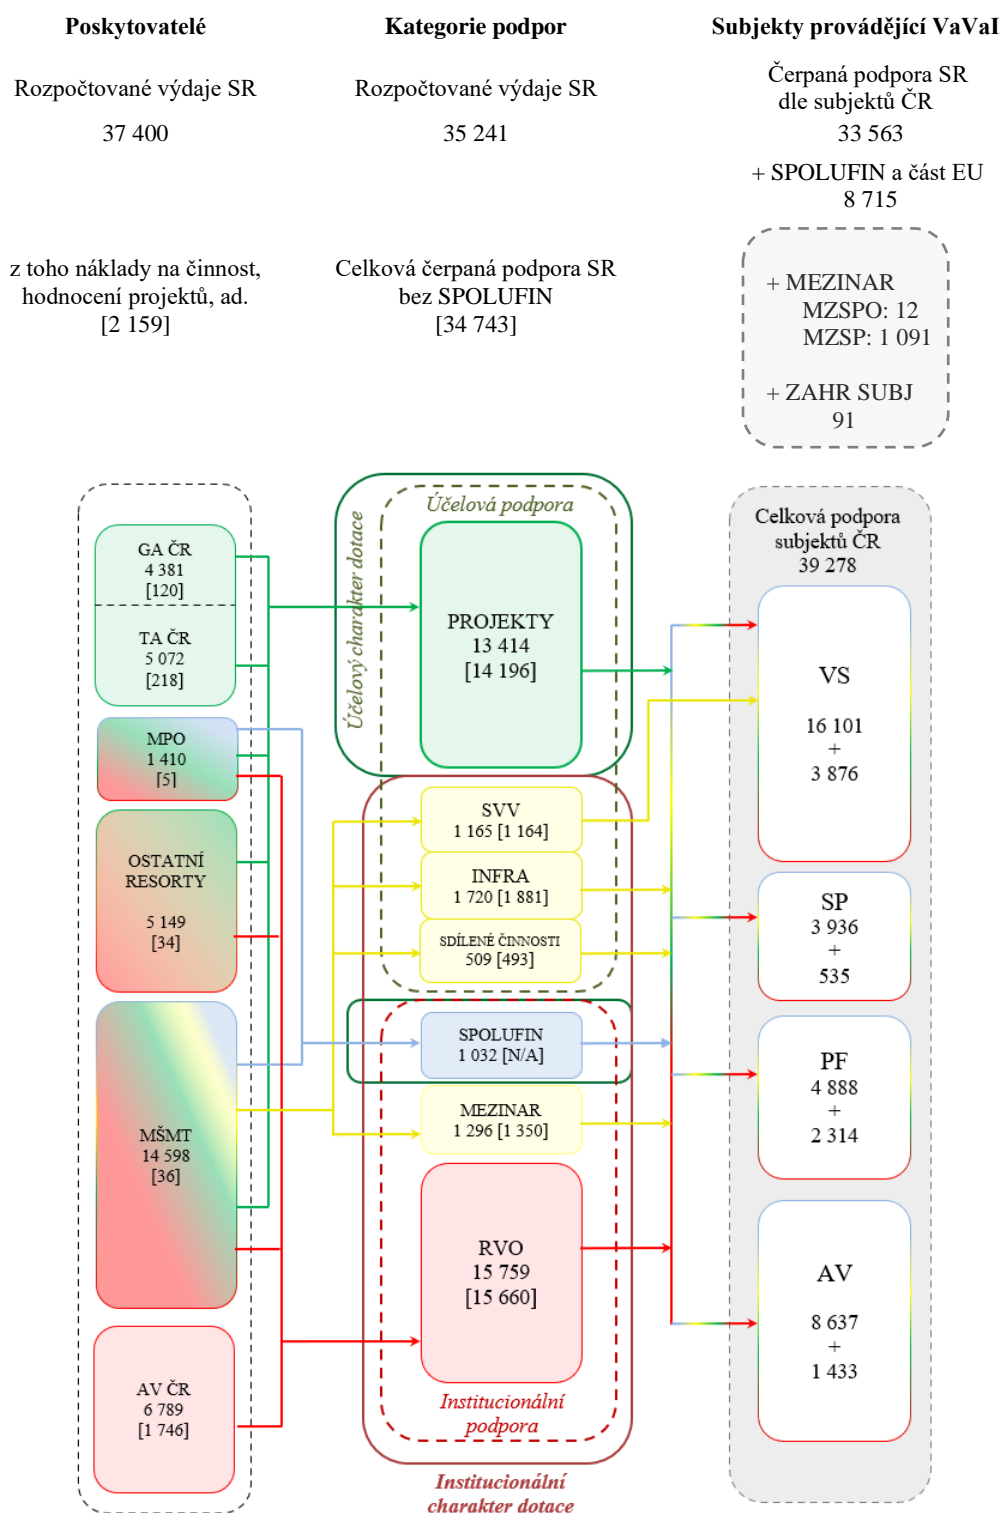 Poskytovatelé
Rozpočtované výdaje SR
37 400
z toho náklady na činnost,
hodnocení projektů, ad.
[2 159]
Kategorie podpor
Rozpočtované výdaje SR
35 241
Celková čerpaná podpora SR
bez SPOLUFIN
[34 743]
Subjekty provádějící VaVaI
Čerpaná podpora SR
dle subjektů ČR
33 563
+ SPOLUFIN a část EU
8 715
+ MEZINAR
MZSPO: 12
MZSP: 1 091
+ ZAHR SUBJ
91
GA ČR
4 381
[120]
TA ČR
5 072
[218]
MPO
1 410
[5]
OSTATNÍ
RESORTY
5 149
[34]
MŠMT
14 598
[36]
AV ČR
6 789
[1 746]
Účelový charakter dotace
Účelová podpora
PROJEKTY
13 414
[14 196]
SVV
1 165 [1 164]
INFRA
1 720 [1 881]
SDÍLENÉ ČINNOSTI
509 [493]
SPOLUFIN
1 032 [N/A]
MEZINAR
1 296 [1 350]
RVO
15 759
[15 660]
Institucionální
podpora
Institucionální
charakter dotace
Celková podpora
subjektů ČR
39 278
VS
16 101
+
3 876
SP
3 936
+
535
PF
4 888
+
2 314
AV
8 637
+
1 433